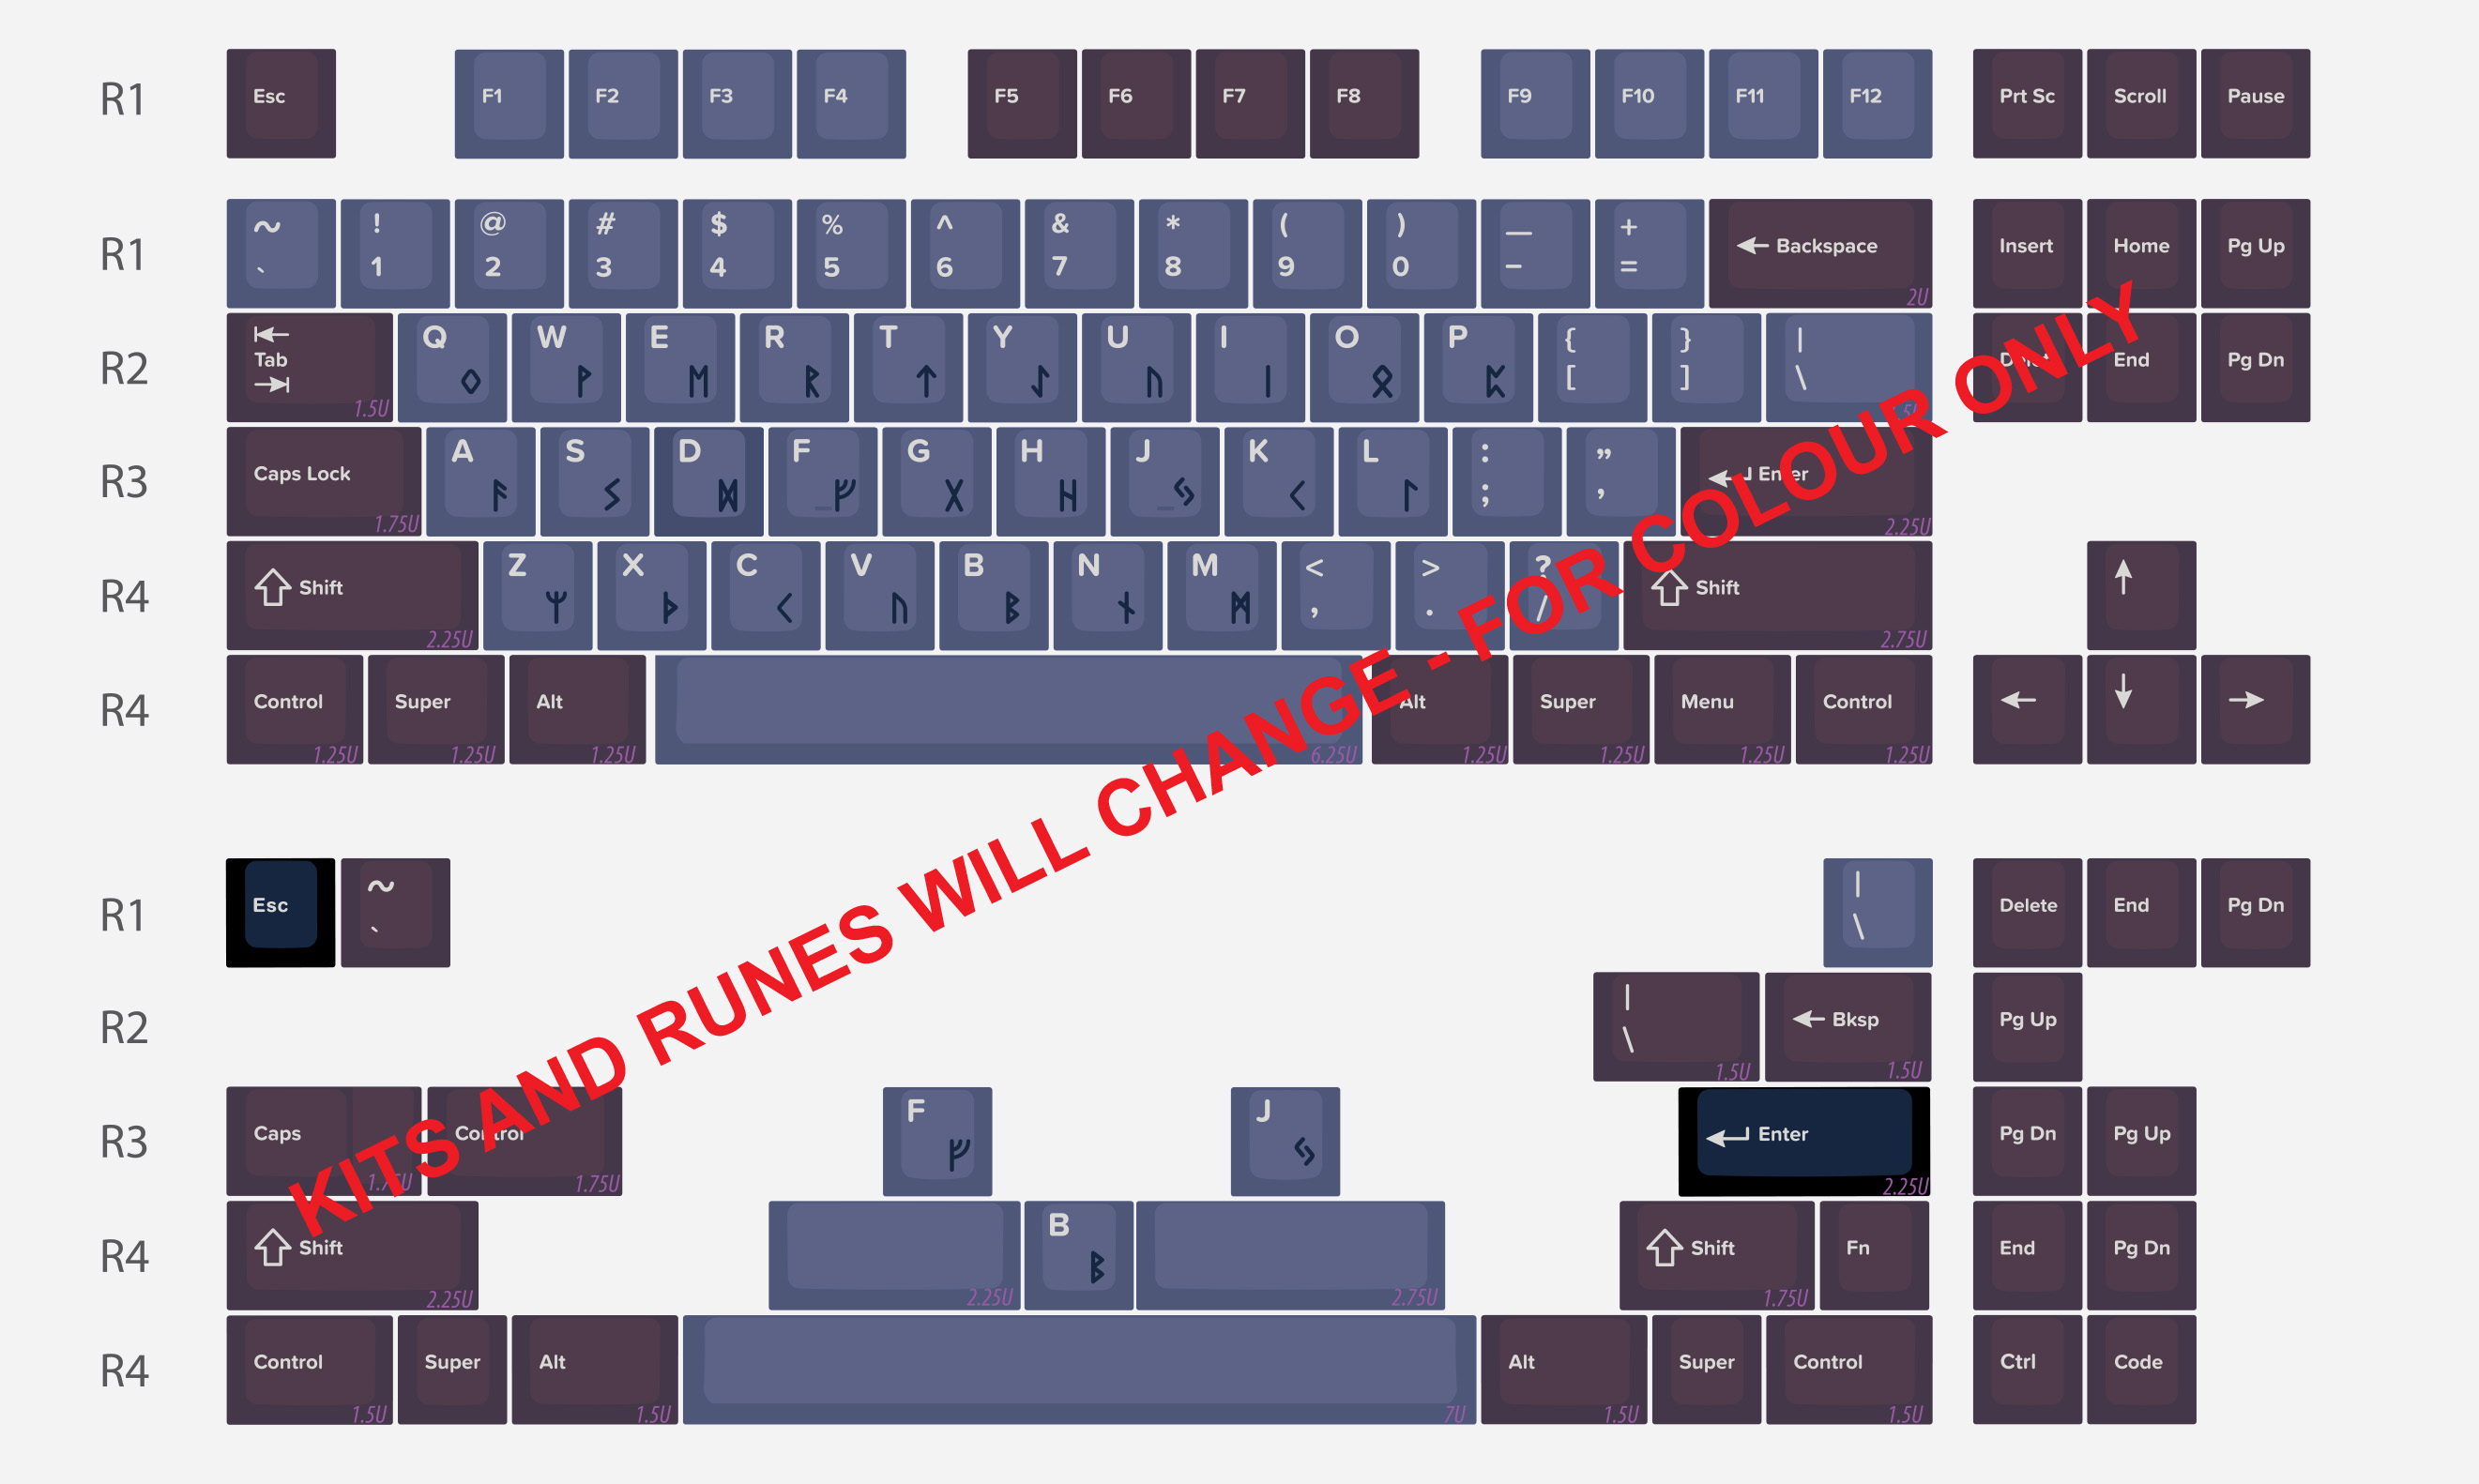 R1 Esc F1 F2 F3 F4 F5 F6 F7 F8 F9 F10 F11 F12 Prt Sc Scroll Pause
~ ! @ # $ % ^ & * ( ) — +
R1 ` 1 2 3 4 5 6 7 8 9 0 - = ← Backspace 2U Insert Home Pg Up
R2 ⇤ Tab ⇥ 1.5U Q W E R T Y U I O P { } |
ᛜ ᚹ ᛖ ᚱ ᛏ ᛇ ᚢ ᛁ ᛟ ᛈ [ ] \ End Pg Dn
R3 Caps Lock 1.75U A S D F G H J K L : ” ↵ Enter 2.25U
ᚨ ᛊ ᛞ _ ᚠ ᚷ ᚺ _ ᛃ ᚲ ᛚ ; ,
R4 ⇧ Shift 2.25U Z X C V B N M < > ? ⇧ Shift 2.75U ↑
ᛉ ᚦ ᚲ ᚢ ᛒ ᚾ ᛗ , . /
R4 Control 1.25U Super 1.25U Alt 1.25U 6.25U Alt 1.25U Super 1.25U Menu 1.25U Control 1.25U ← ↓ →
KITS AND RUNES WILL CHANGE - FOR COLOUR ONLY
R1 Esc ~ ` | \ Delete End Pg Dn
R2 | \ 1.5U ← Bksp 1.5U Pg Up
R3 Caps 1.75U Control 1.75U F ᚠ J ᛃ ↵ Enter 2.25U Pg Dn Pg Up
R4 ⇧ Shift 2.25U 2.25U B ᛒ 2.75U ⇧ Shift 1.75U Fn End Pg Dn
R4 Control 1.5U Super Alt 1.5U 7U Alt 1.5U Super Control 1.5U Ctrl Code